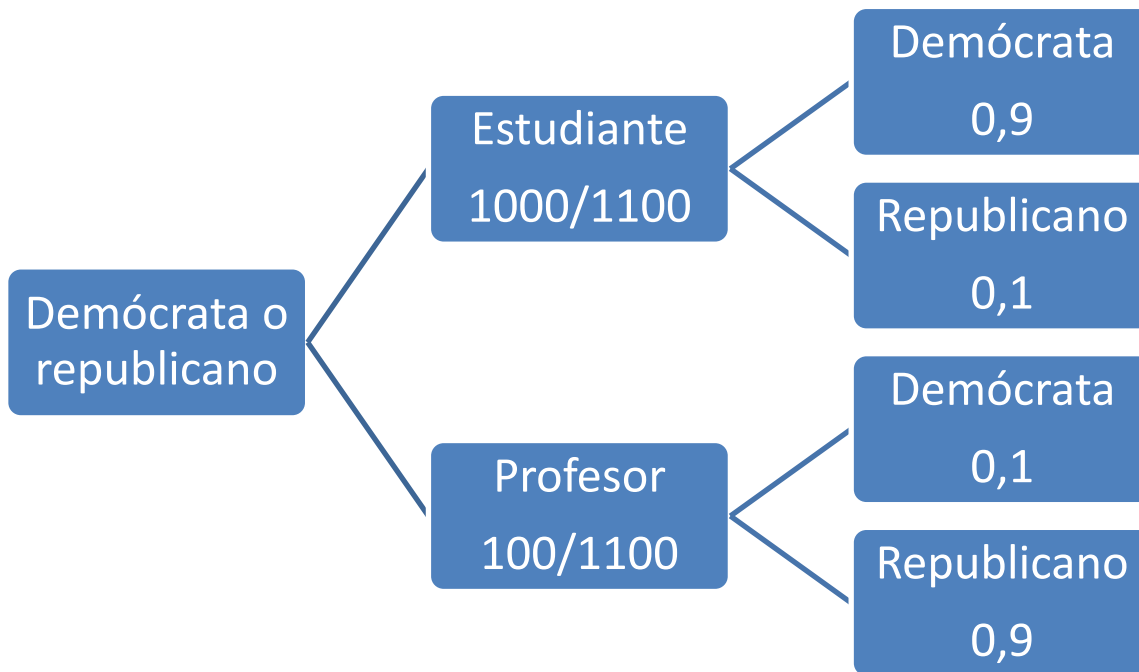 Demócrata o
republicano
Estudiante
1000/1100
Demócrata
0,9
Republicano
0,1
Profesor
100/1100
Demócrata
0,1
Republicano
0,9